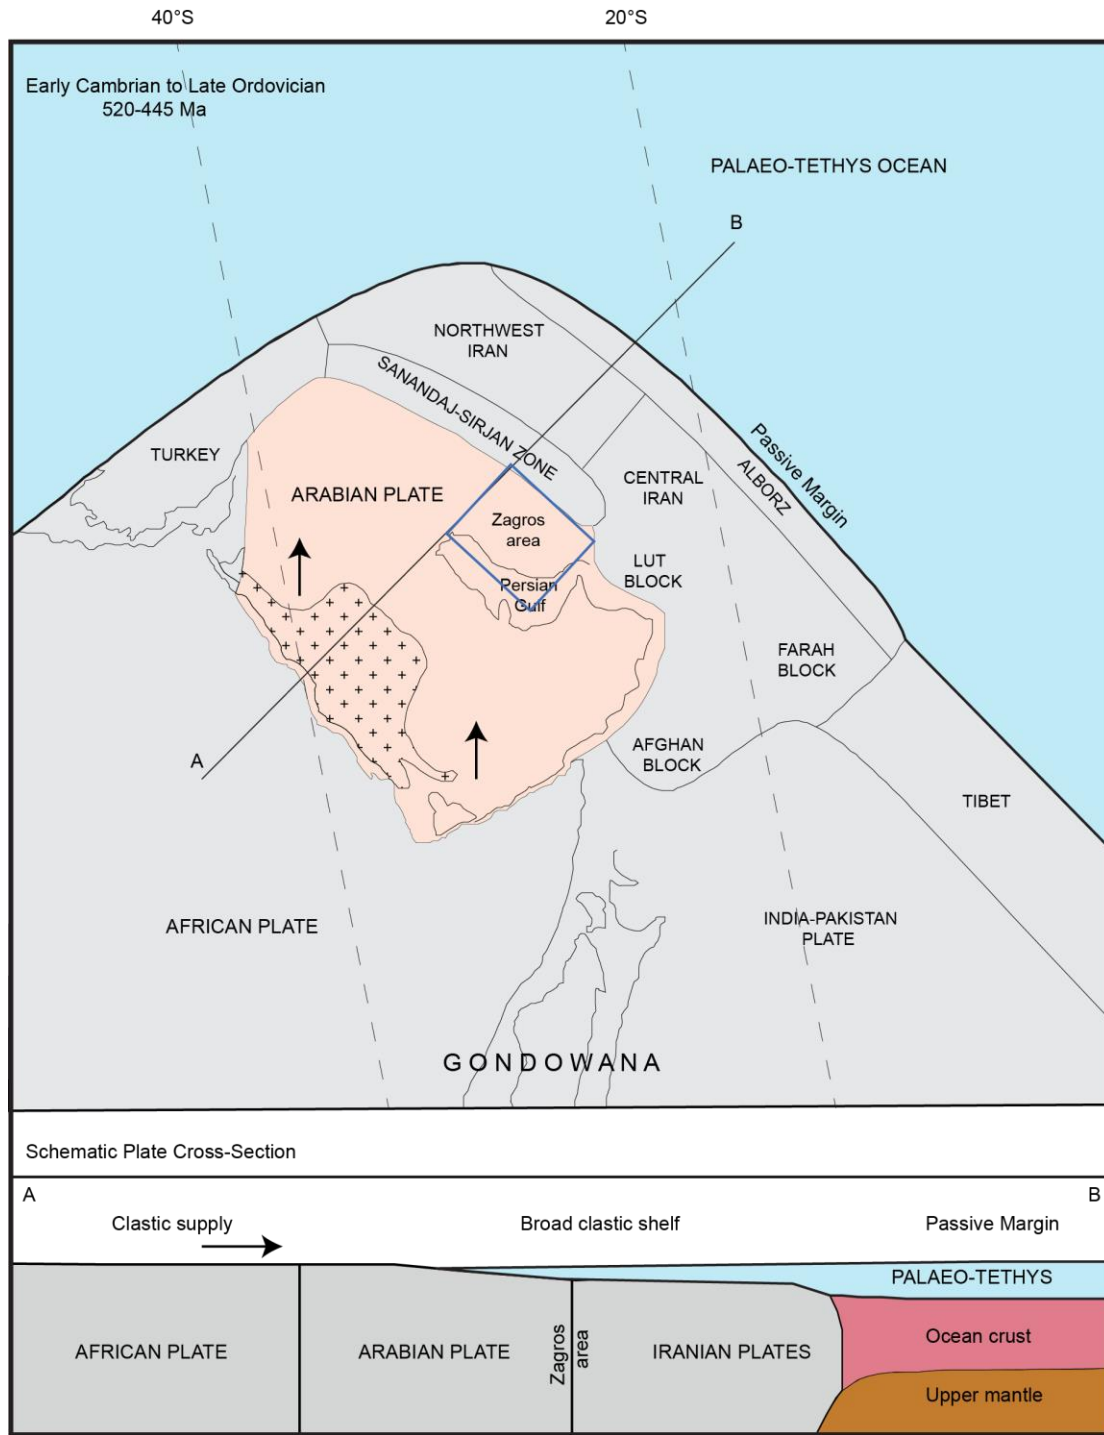 40°S
20°S
Early Cambrian to Late Ordovician
520-445 Ma
PALAEO-TETHYS OCEAN
B
NORTHWEST
IRAN
SANANDAJ-SIRJAN ZONE
Passive Margin
ALBORZ
TURKEY
ARABIAN PLATE
CENTRAL
IRAN
Zagros
area
LUT
BLOCK
Persian
Gulf
FARAH
BLOCK
A
AFGHAN
BLOCK
TIBET
AFRICAN PLATE
INDIA-PAKISTAN
PLATE
GONDOWANA
Schematic Plate Cross-Section
A
B
Clastic supply
Broad clastic shelf
Passive Margin
PALAEO-TETHYS
AFRICAN PLATE
ARABIAN PLATE
Zagros
area
IRANIAN PLATES
Ocean crust
Upper mantle